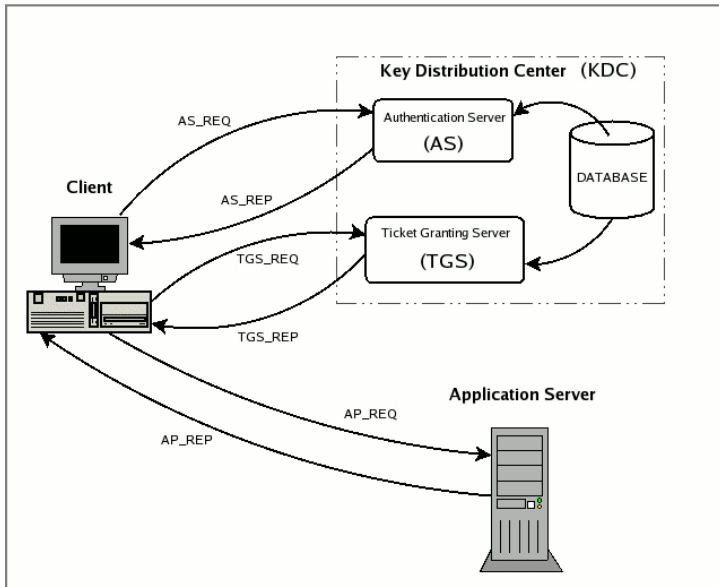 Key Distribution Center (KDC)
Authentication Server
(AS)
AS_REQ
DATABASE
Client
AS_REP
Ticket Granting Server
(TGS)
TGS_REQ
TGS_REP
Application Server
AP_REQ
AP_REP